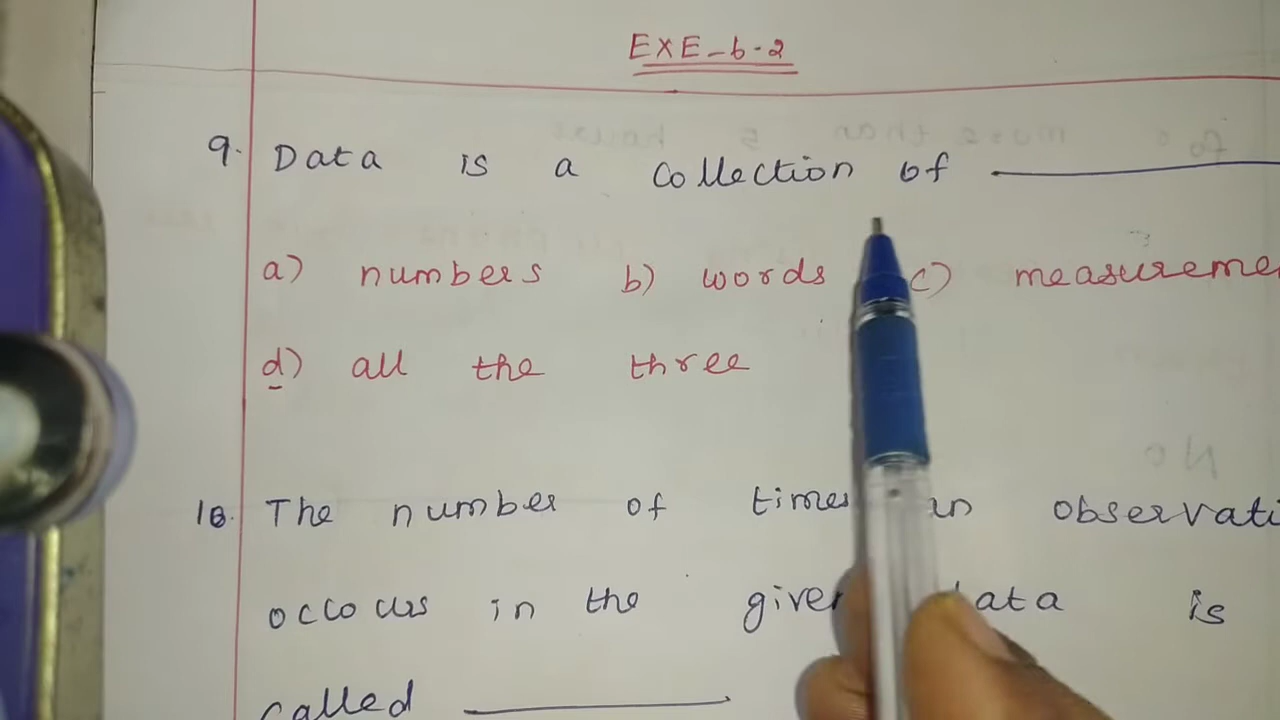 EXE-6.2
9. Data is a collection of
a) numbers b) words c) measureme
d) all the three
10. The number of times an observati
occours in the given data is
called